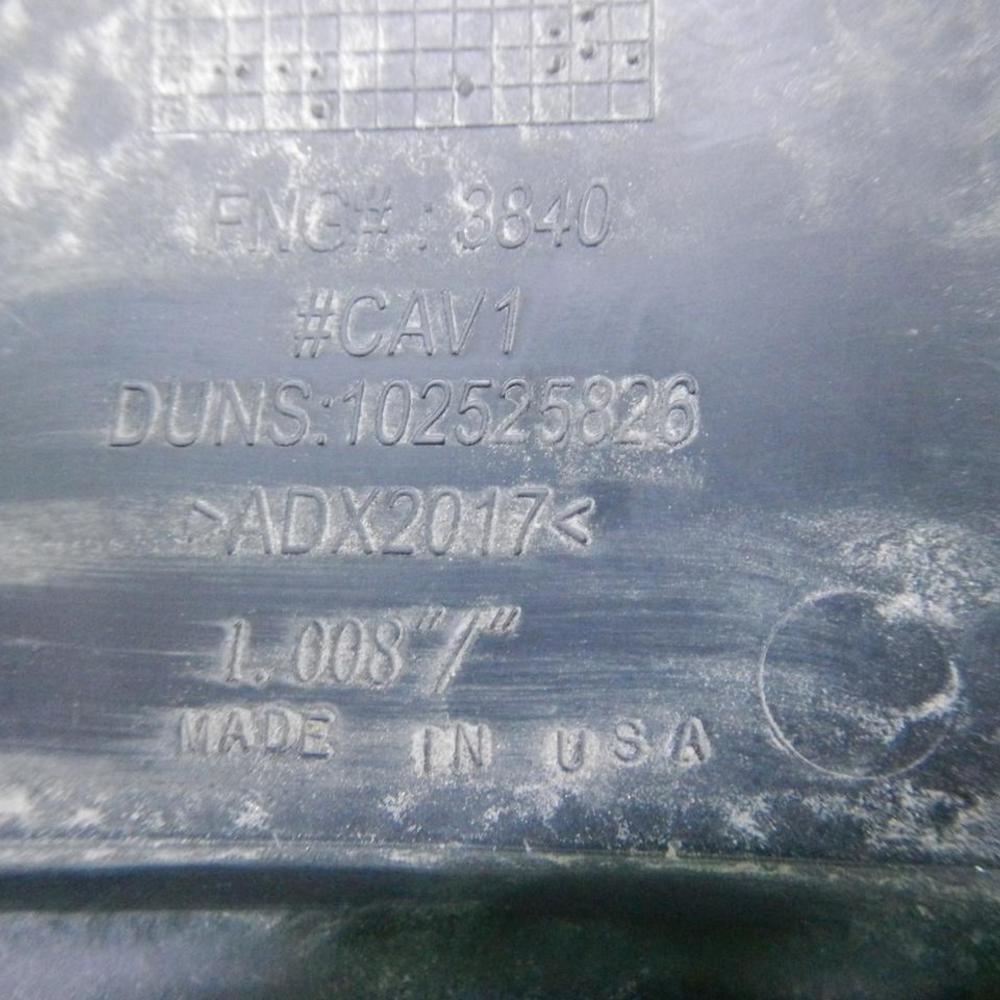 ENG# : 3840
#CAV1
DUNS:102525826
>ADX2017<
1.008"/"
MADE IN USA